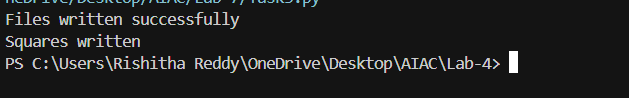 Files written successfully
Squares written
PS C:\Users\Rishitha Reddy\OneDrive\Desktop\AIAC\Lab-4>